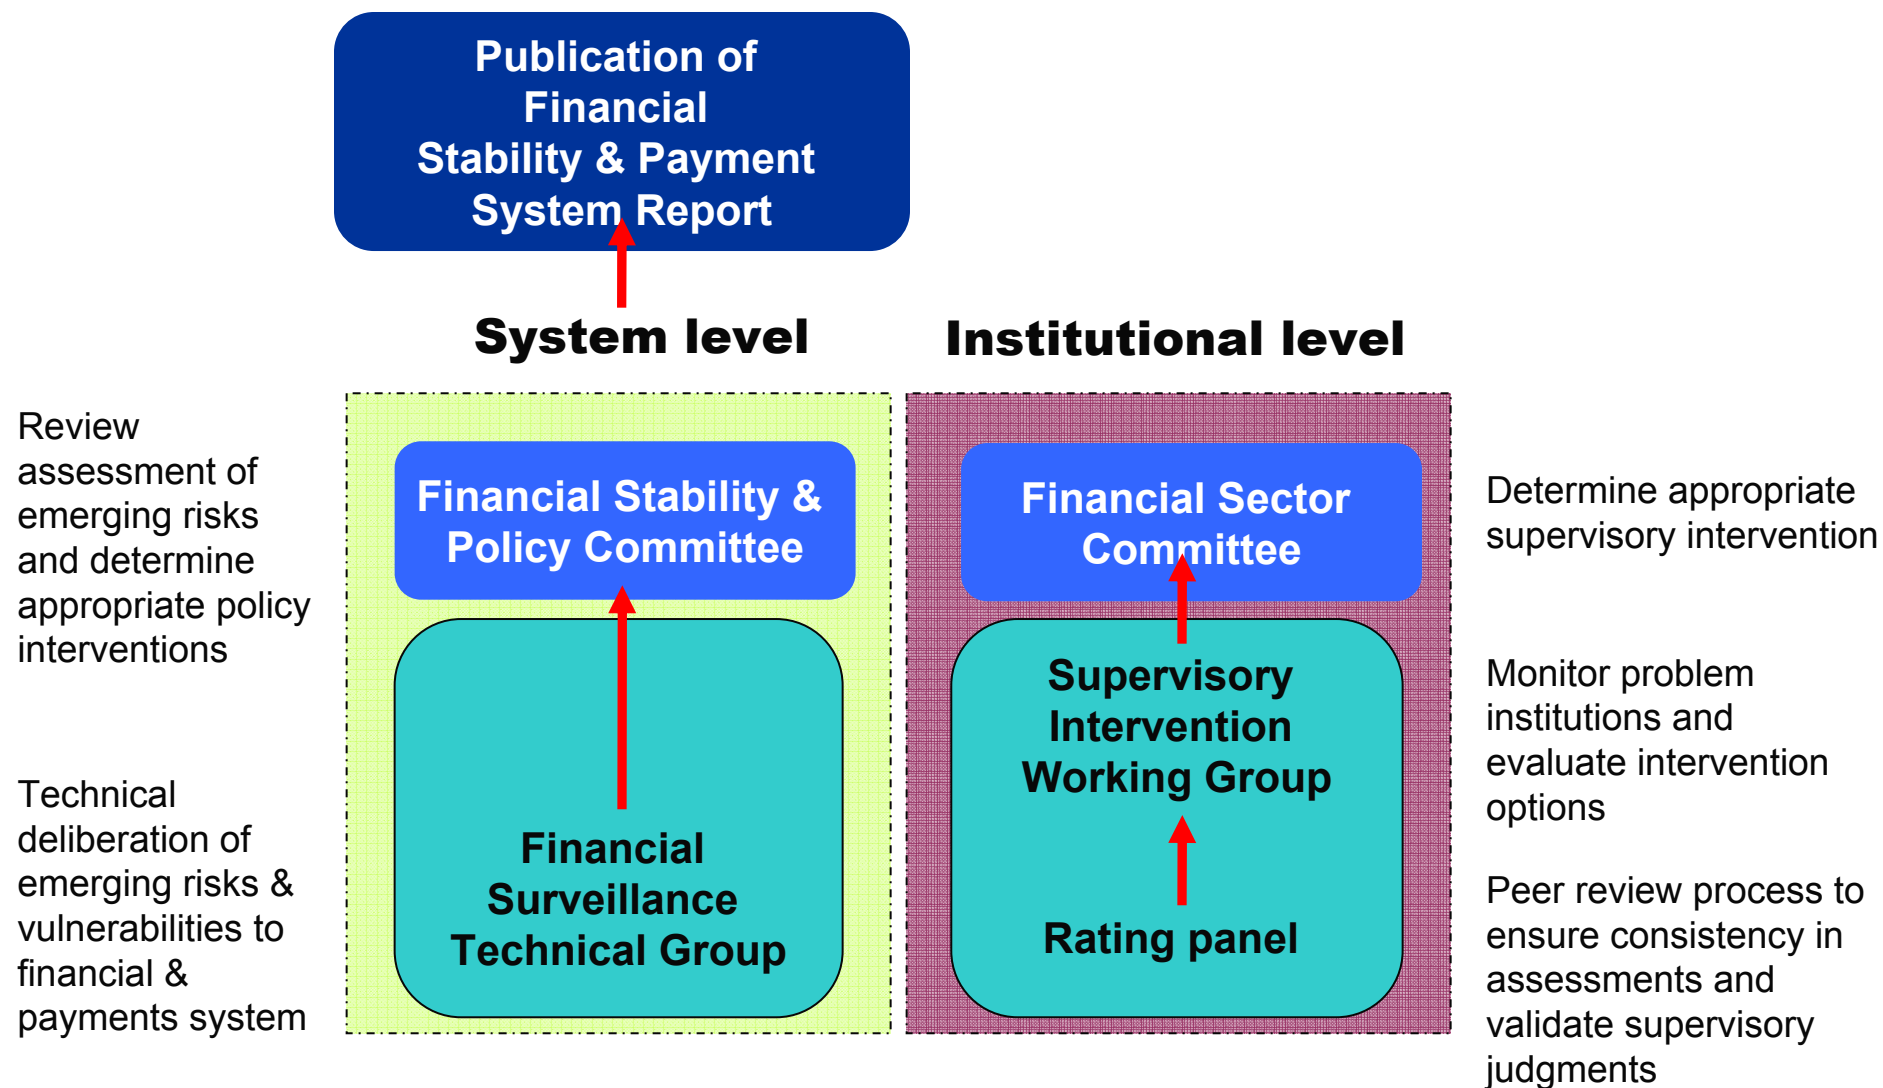 Publication of
Financial
Stability & Payment
System Report
System level
Institutional level
Review
assessment of
emerging risks
and determine
appropriate policy
interventions
Technical
deliberation of
emerging risks &
vulnerabilities to
financial &
payments system
Financial Stability &
Policy Committee
Financial
Surveillance
Technical Group
Financial Sector
Committee
Supervisory
Intervention
Working Group
Rating panel
Determine appropriate
supervisory intervention
Monitor problem
institutions and
evaluate intervention
options
Peer review process to
ensure consistency in
assessments and
validate supervisory
judgments